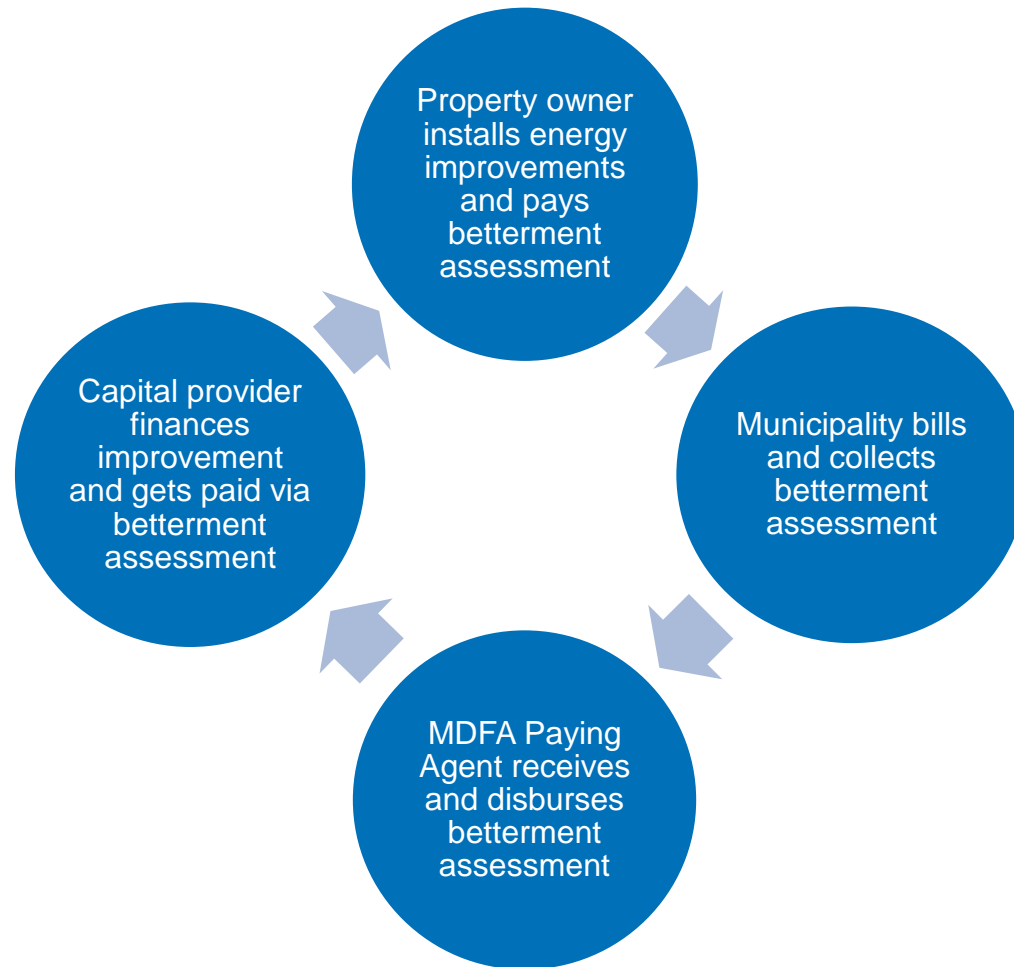 Property owner
installs energy
improvements
and pays
betterment
assessment
Municipality bills
and collects
betterment
assessment
MDFA Paying
Agent receives
and disburses
betterment
assessment
Capital provider
finances
improvement
and gets paid via
betterment
assessment